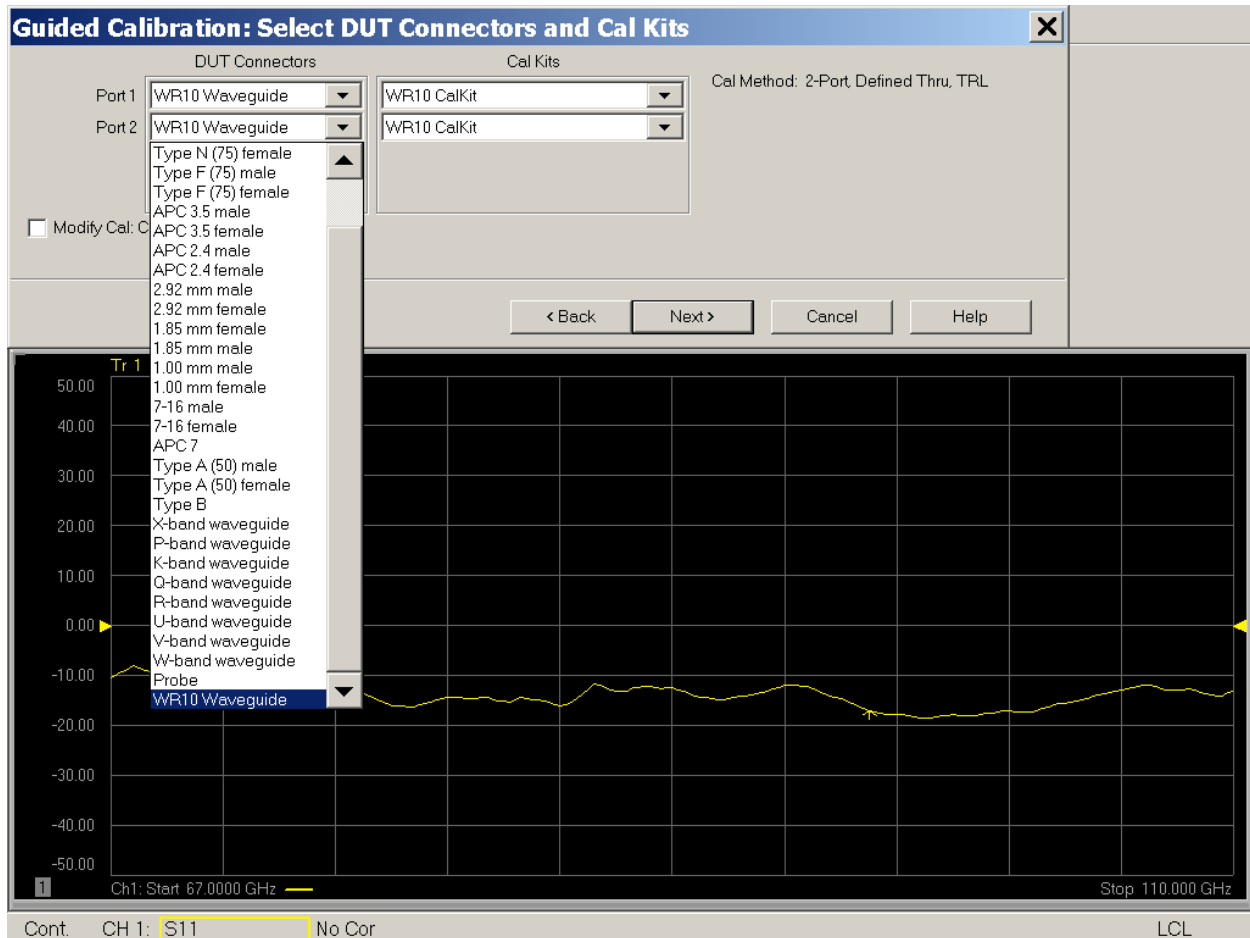 Guided Calibration: Select DUT Connectors and Cal Kits
DUT Connectors
Cal Kits
Cal Method: 2-Port, Defined Thru, TRL
Port 1
WR10 Waveguide
WR10 CalKit
Port 2
WR10 Waveguide
WR10 CalKit
Type N (75) female
Type F (75) male
Type F (75) female
APC 3.5 male
APC 3.5 female
APC 2.4 male
APC 2.4 female
2.92 mm male
2.92 mm female
1.85 mm female
1.85 mm male
1.00 mm male
1.00 mm female
7-16 male
7-16 female
APC 7
Type A (50) male
Type A (50) female
Type B
X-band waveguide
P-band waveguide
K-band waveguide
Q-band waveguide
R-band waveguide
U-band waveguide
V-band waveguide
W-band waveguide
Probe
WR10 Waveguide
Modify Cal: C
< Back
Next >
Cancel
Help
Tr 1
50.00
40.00
30.00
20.00
10.00
0.00
-10.00
-20.00
-30.00
-40.00
-50.00
1
Ch1: Start 67.0000 GHz
Stop 110.000 GHz
Cont.
CH 1:
S11
No Cor
LCL